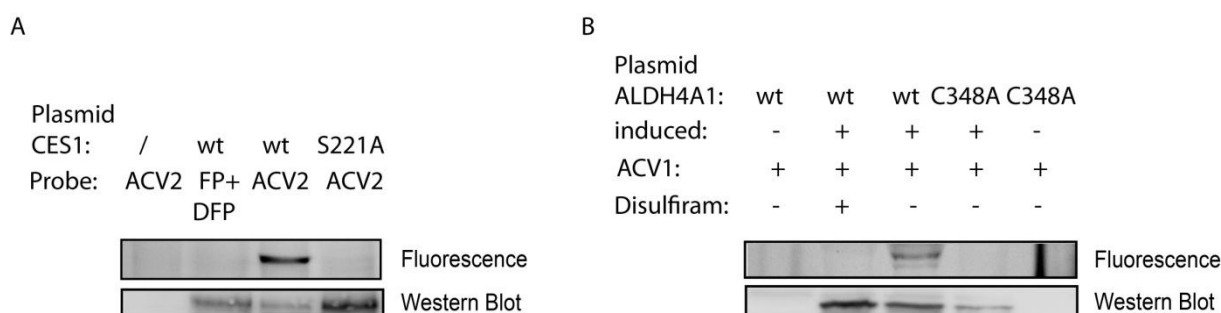 A
Plasmid
CES1: / wt wt S221A
Probe: ACV2 FP+ ACV2 ACV2
DFP
Fluorescence
Western Blot
B
Plasmid
ALDH4A1: wt wt wt C348A C348A
induced: - + + + -
ACV1: + + + + +
Disulfiram: - + - - -
Fluorescence
Western Blot